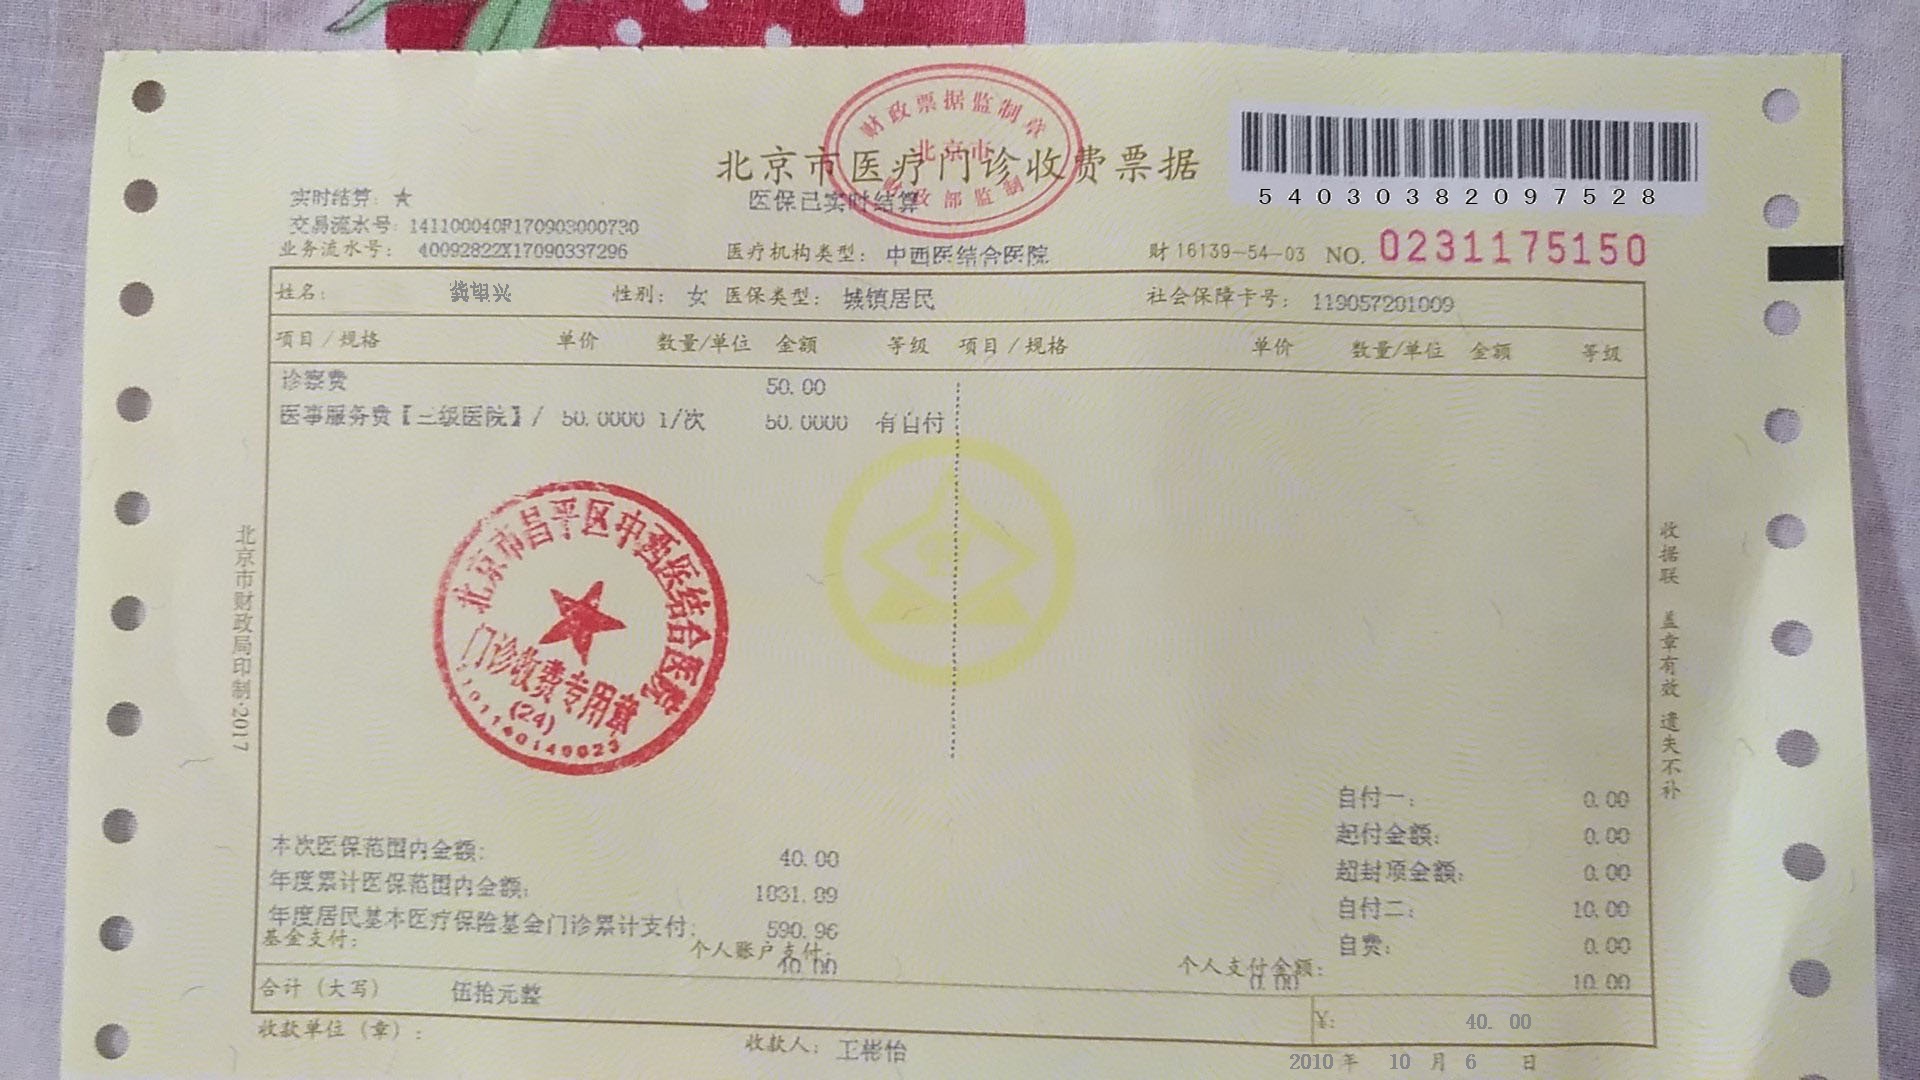 财政票据监制章
北京市
财政部监制
北京市医疗门诊收费票据
54030382097528
实时结算：★
医保已实时结算
交易流水号：141100040F170903000730
业务流水号：40092822X17090337296
医疗机构类型：中西医结合医院
财 16139-54-03 NO. 0231175150
姓名：
性别：女 医保类型：城镇居民
社会保障卡号：119057201009
项目/规格 单价 数量/单位 金额 等级 项目/规格 单价 数量/单位 金额 等级
诊察费 50.00
医事服务费【三级医院】/ 50.0000 1/次 50.0000 有自付
北京市昌平区中西医结合医院
门诊收费专用章
(24)
北京市财政局印制·2017
收据联 盖章有效 遗失不补
自付一： 0.00
起付金额： 0.00
超封顶金额： 0.00
自付二： 10.00
自费： 0.00
本次医保范围内金额： 40.00
年度累计医保范围内金额： 1031.09
年度居民基本医疗保险基金门诊累计支付： 590.96
基金支付： 40.00
个人账户支付： 0.00
个人支付金额： 10.00
合计（大写） 伍拾元整
¥： 40.00
收款单位（章）：
收款人：王彬怡
2010 年 10 月 6 日